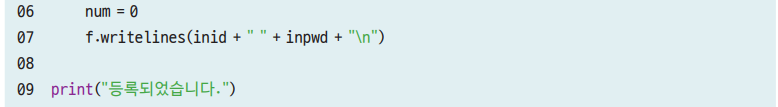 06 num = 0
07 f.writelines(inid + " " + inpwd + "\n")
08
09 print("등록되었습니다.")